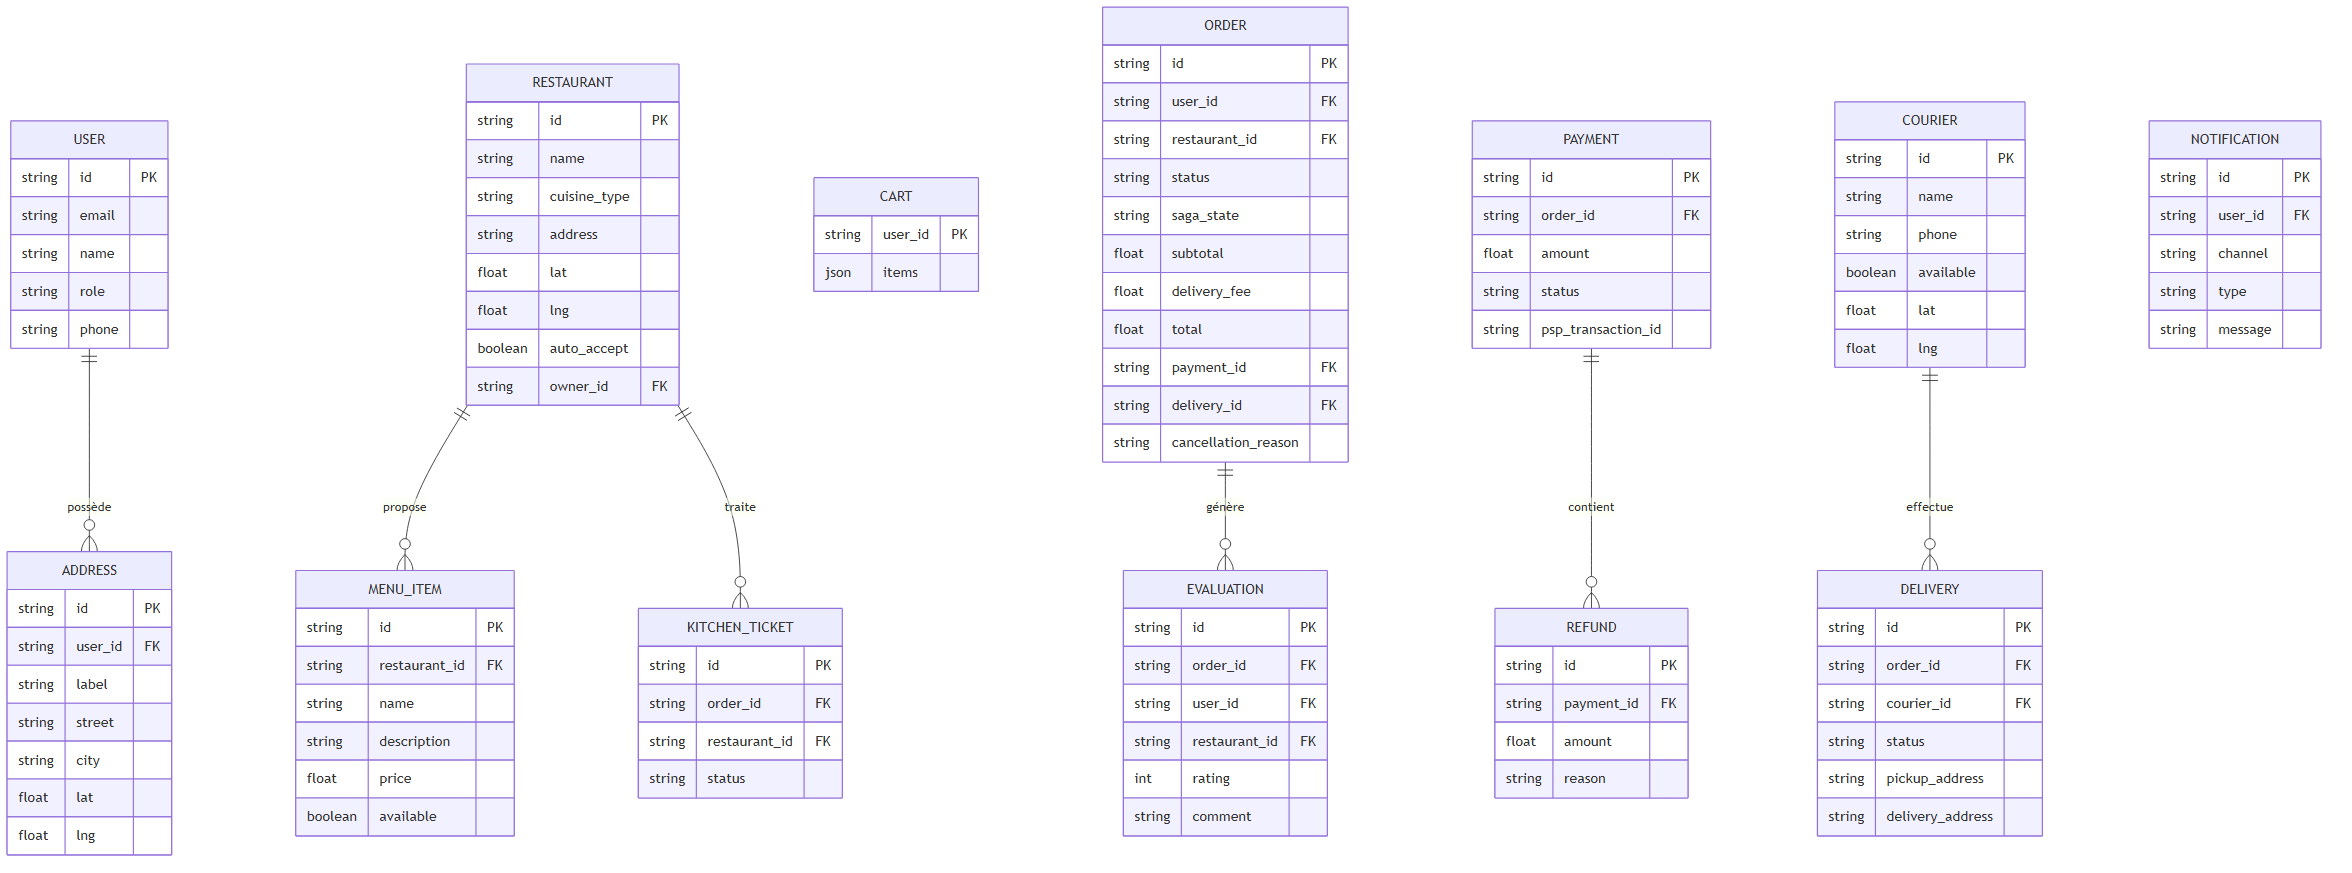 USER
string id PK
string email
string name
string role
string phone
possède
ADDRESS
string id PK
string user_id FK
string label
string street
string city
float lat
float lng
RESTAURANT
string id PK
string name
string cuisine_type
string address
float lat
float lng
boolean auto_accept
string owner_id FK
propose
traite
MENU_ITEM
string id PK
string restaurant_id FK
string name
string description
float price
boolean available
KITCHEN_TICKET
string id PK
string order_id FK
string restaurant_id FK
string status
CART
string user_id PK
json items
ORDER
string id PK
string user_id FK
string restaurant_id FK
string status
string saga_state
float subtotal
float delivery_fee
float total
string payment_id FK
string delivery_id FK
string cancellation_reason
génère
EVALUATION
string id PK
string order_id FK
string user_id FK
string restaurant_id FK
int rating
string comment
PAYMENT
string id PK
string order_id FK
float amount
string status
string psp_transaction_id
contient
REFUND
string id PK
string payment_id FK
float amount
string reason
COURIER
string id PK
string name
string phone
boolean available
float lat
float lng
effectue
DELIVERY
string id PK
string order_id FK
string courier_id FK
string status
string pickup_address
string delivery_address
NOTIFICATION
string id PK
string user_id FK
string channel
string type
string message